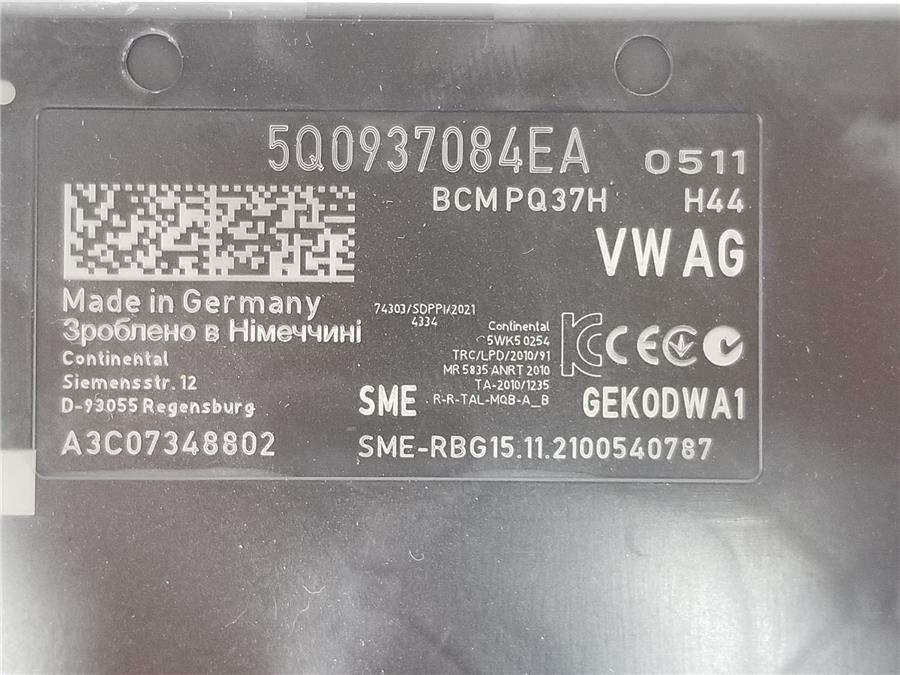 5Q0937084EA 0511
BCM PQ37H H44
VW AG
Made in Germany
Зроблено в Німеччині
Continental
Siemensstr. 12
D-93055 Regensburg
A3C07348802
74303/SDPPI/2021
4334
Continental
5WK50254
TRC/LPD/2010/91
MR 5835 ANRT 2010
TA-2010/1235
R-R-TAL-MQB-A_B
SME
GEKODWA1
SME-RBG15.11.2100540787